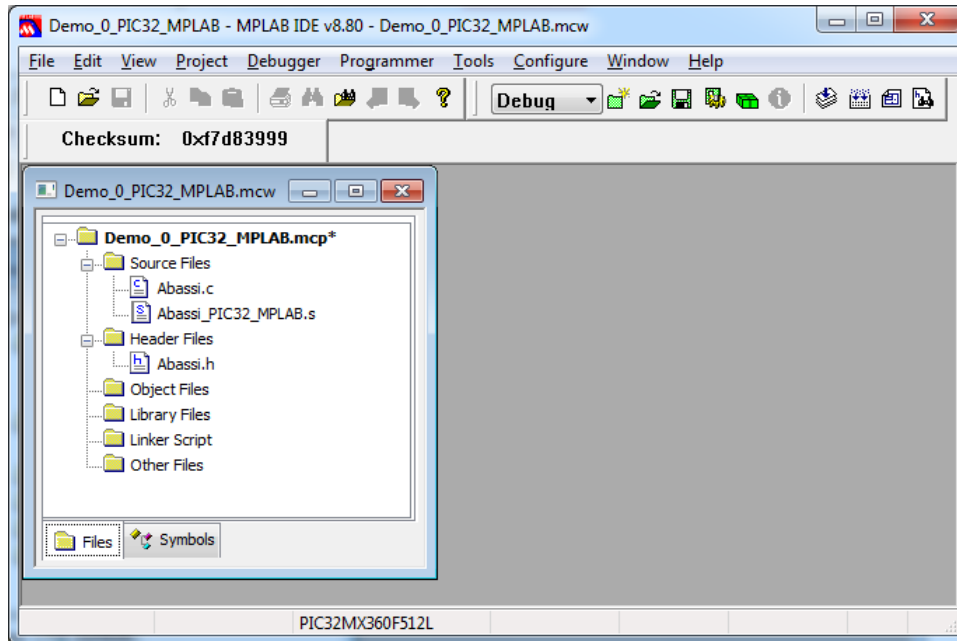 Demo_0_PIC32_MPLAB - MPLAB IDE v8.80 - Demo_0_PIC32_MPLAB.mcw
File Edit View Project Debugger Programmer Tools Configure Window Help
Debug
Checksum: 0xf7d83999
Demo_0_PIC32_MPLAB.mcw
Demo_0_PIC32_MPLAB.mcp*
Source Files
Abassi.c
Abassi_PIC32_MPLAB.s
Header Files
Abassi.h
Object Files
Library Files
Linker Script
Other Files
Files Symbols
PIC32MX360F512L